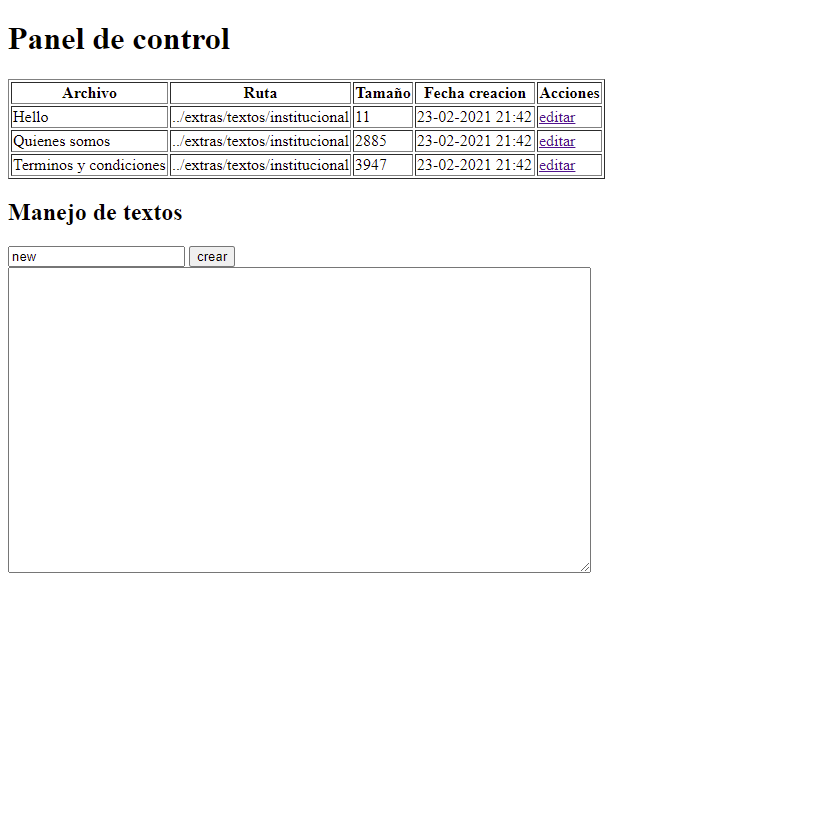 Panel de control
Archivo Ruta Tamaño Fecha creacion Acciones
Hello ../extras/textos/institucional 11 23-02-2021 21:42 editar
Quienes somos ../extras/textos/institucional 2885 23-02-2021 21:42 editar
Terminos y condiciones ../extras/textos/institucional 3947 23-02-2021 21:42 editar
Manejo de textos
new crear